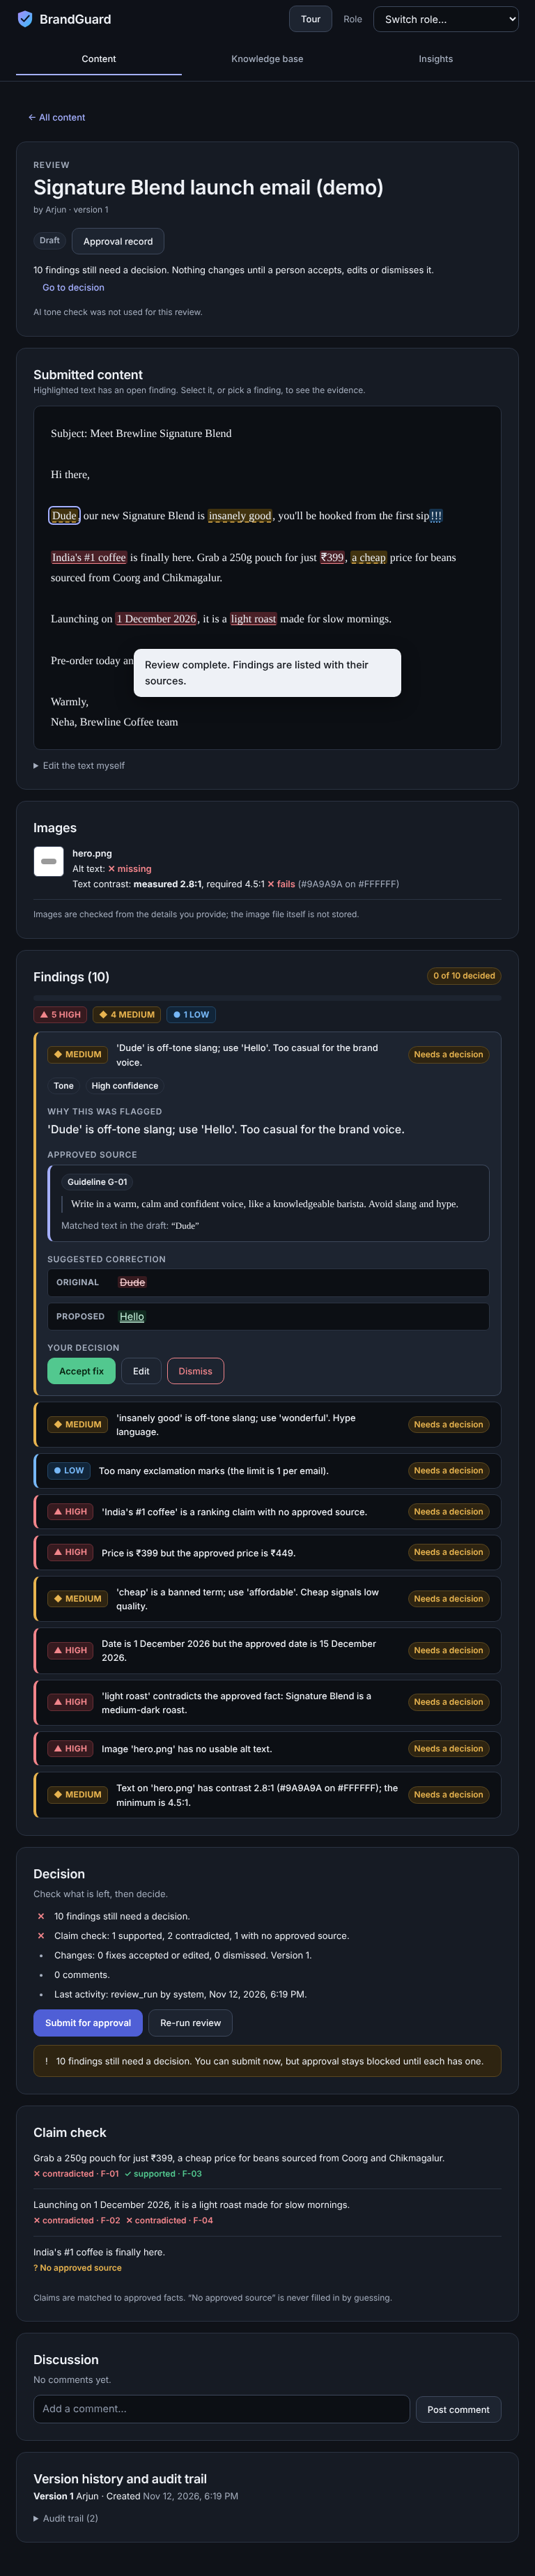 BrandGuard
Tour
Role
Switch role...
Content
Knowledge base
Insights
← All content
REVIEW
Signature Blend launch email (demo)
by Arjun · version 1
Draft
Approval record
10 findings still need a decision. Nothing changes until a person accepts, edits or dismisses it.
Go to decision
AI tone check was not used for this review.
Submitted content
Highlighted text has an open finding. Select it, or pick a finding, to see the evidence.
Subject: Meet Brewline Signature Blend
Hi there,
Dude, our new Signature Blend is insanely good, you'll be hooked from the first sip!!!
India's #1 coffee is finally here. Grab a 250g pouch for just ₹399, a cheap price for beans
sourced from Coorg and Chikmagalur.
Launching on 1 December 2026, it is a light roast made for slow mornings.
Pre-order today an
Review complete. Findings are listed with their
sources.
Warmly,
Neha, Brewline Coffee team
▶ Edit the text myself
Images
hero.png
Alt text: ✕ missing
Text contrast: measured 2.8:1, required 4.5:1 ✕ fails (#9A9A9A on #FFFFFF)
Images are checked from the details you provide; the image file itself is not stored.
Findings (10)
0 of 10 decided
▲ 5 HIGH
◆ 4 MEDIUM
● 1 LOW
◆ MEDIUM
'Dude' is off-tone slang; use 'Hello'. Too casual for the brand
voice.
Needs a decision
Tone
High confidence
WHY THIS WAS FLAGGED
'Dude' is off-tone slang; use 'Hello'. Too casual for the brand voice.
APPROVED SOURCE
Guideline G-01
Write in a warm, calm and confident voice, like a knowledgeable barista. Avoid slang and hype.
Matched text in the draft: “Dude”
SUGGESTED CORRECTION
ORIGINAL Dude
PROPOSED Hello
YOUR DECISION
Accept fix
Edit
Dismiss
◆ MEDIUM
'insanely good' is off-tone slang; use 'wonderful'. Hype
language.
Needs a decision
● LOW
Too many exclamation marks (the limit is 1 per email).
Needs a decision
▲ HIGH
'India's #1 coffee' is a ranking claim with no approved source.
Needs a decision
▲ HIGH
Price is ₹399 but the approved price is ₹449.
Needs a decision
◆ MEDIUM
'cheap' is a banned term; use 'affordable'. Cheap signals low
quality.
Needs a decision
▲ HIGH
Date is 1 December 2026 but the approved date is 15 December
2026.
Needs a decision
▲ HIGH
'light roast' contradicts the approved fact: Signature Blend is a
medium-dark roast.
Needs a decision
▲ HIGH
Image 'hero.png' has no usable alt text.
Needs a decision
◆ MEDIUM
Text on 'hero.png' has contrast 2.8:1 (#9A9A9A on #FFFFFF); the
minimum is 4.5:1.
Needs a decision
Decision
Check what is left, then decide.
✕ 10 findings still need a decision.
✕ Claim check: 1 supported, 2 contradicted, 1 with no approved source.
• Changes: 0 fixes accepted or edited, 0 dismissed. Version 1.
• 0 comments.
• Last activity: review_run by system, Nov 12, 2026, 6:19 PM.
Submit for approval
Re-run review
! 10 findings still need a decision. You can submit now, but approval stays blocked until each has one.
Claim check
Grab a 250g pouch for just ₹399, a cheap price for beans sourced from Coorg and Chikmagalur.
✕ contradicted · F-01 ✓ supported · F-03
Launching on 1 December 2026, it is a light roast made for slow mornings.
✕ contradicted · F-02 ✕ contradicted · F-04
India's #1 coffee is finally here.
? No approved source
Claims are matched to approved facts. "No approved source" is never filled in by guessing.
Discussion
No comments yet.
Add a comment...
Post comment
Version history and audit trail
Version 1 Arjun · Created Nov 12, 2026, 6:19 PM
▶ Audit trail (2)